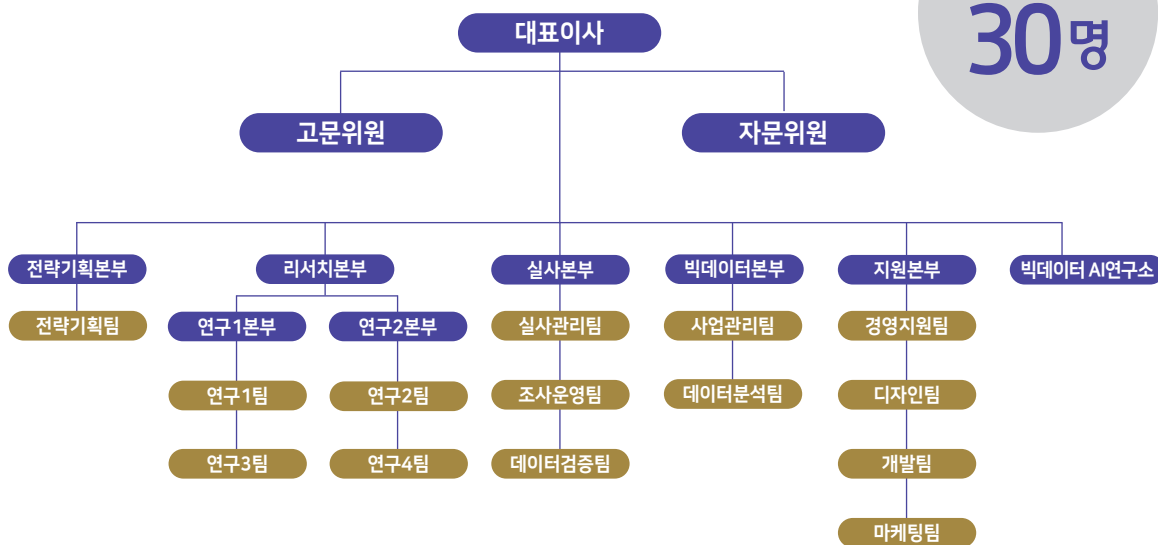 30명
대표이사
고문위원
자문위원
전략기획본부
리서치본부
실사본부
빅데이터본부
지원본부
빅데이터 AI연구소
전략기획팀
연구1본부
연구2본부
실사관리팀
사업관리팀
경영지원팀
연구1팀
연구2팀
조사운영팀
데이터분석팀
디자인팀
연구3팀
연구4팀
데이터검증팀
개발팀
마케팅팀